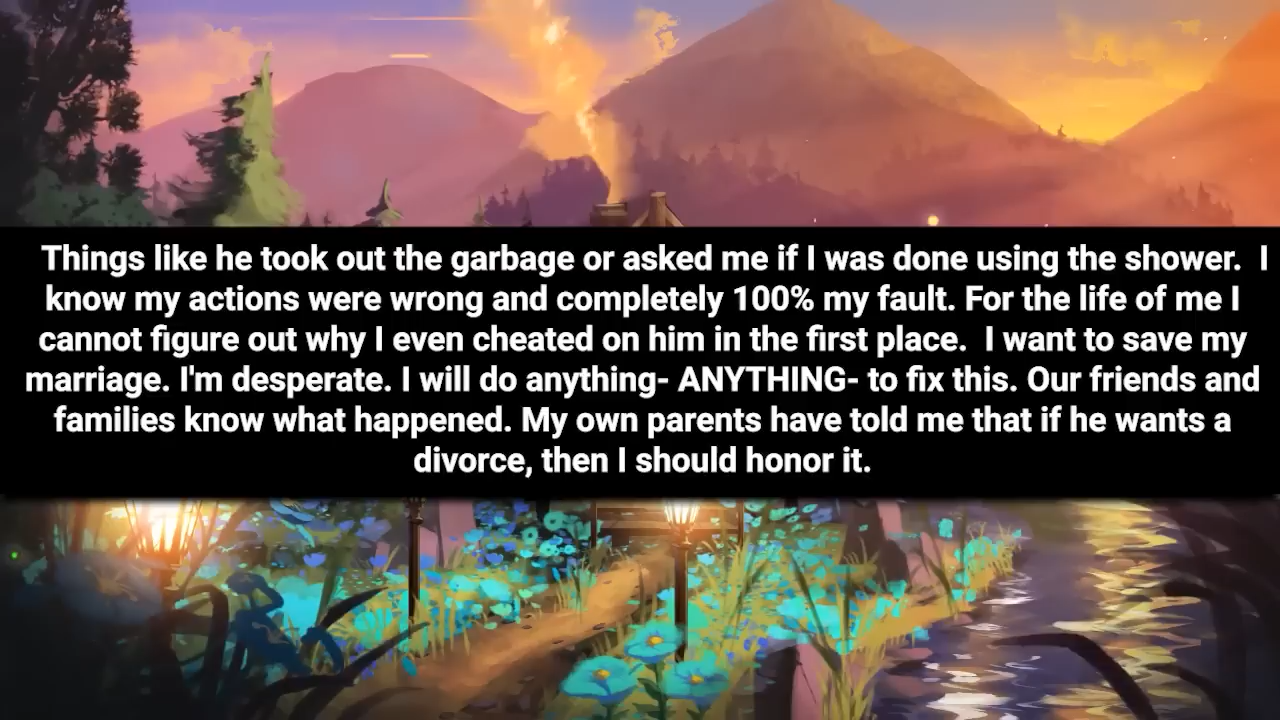 Things like he took out the garbage or asked me if I was done using the shower.  I
know my actions were wrong and completely 100% my fault. For the life of me I
cannot figure out why I even cheated on him in the first place.  I want to save my
marriage. I'm desperate. I will do anything- ANYTHING- to fix this. Our friends and
families know what happened. My own parents have told me that if he wants a
divorce, then I should honor it.